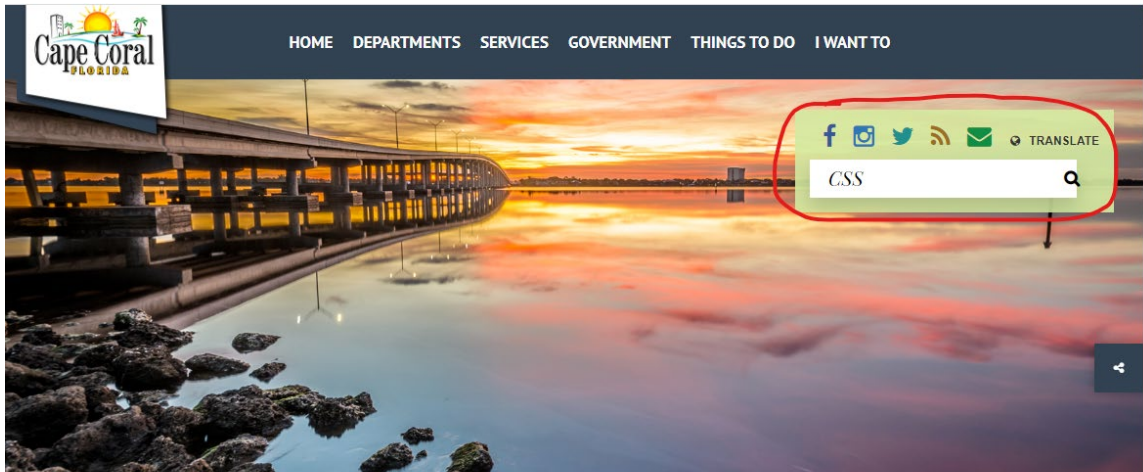 Cape Coral
FLORIDA
HOME DEPARTMENTS SERVICES GOVERNMENT THINGS TO DO I WANT TO
TRANSLATE
CSS